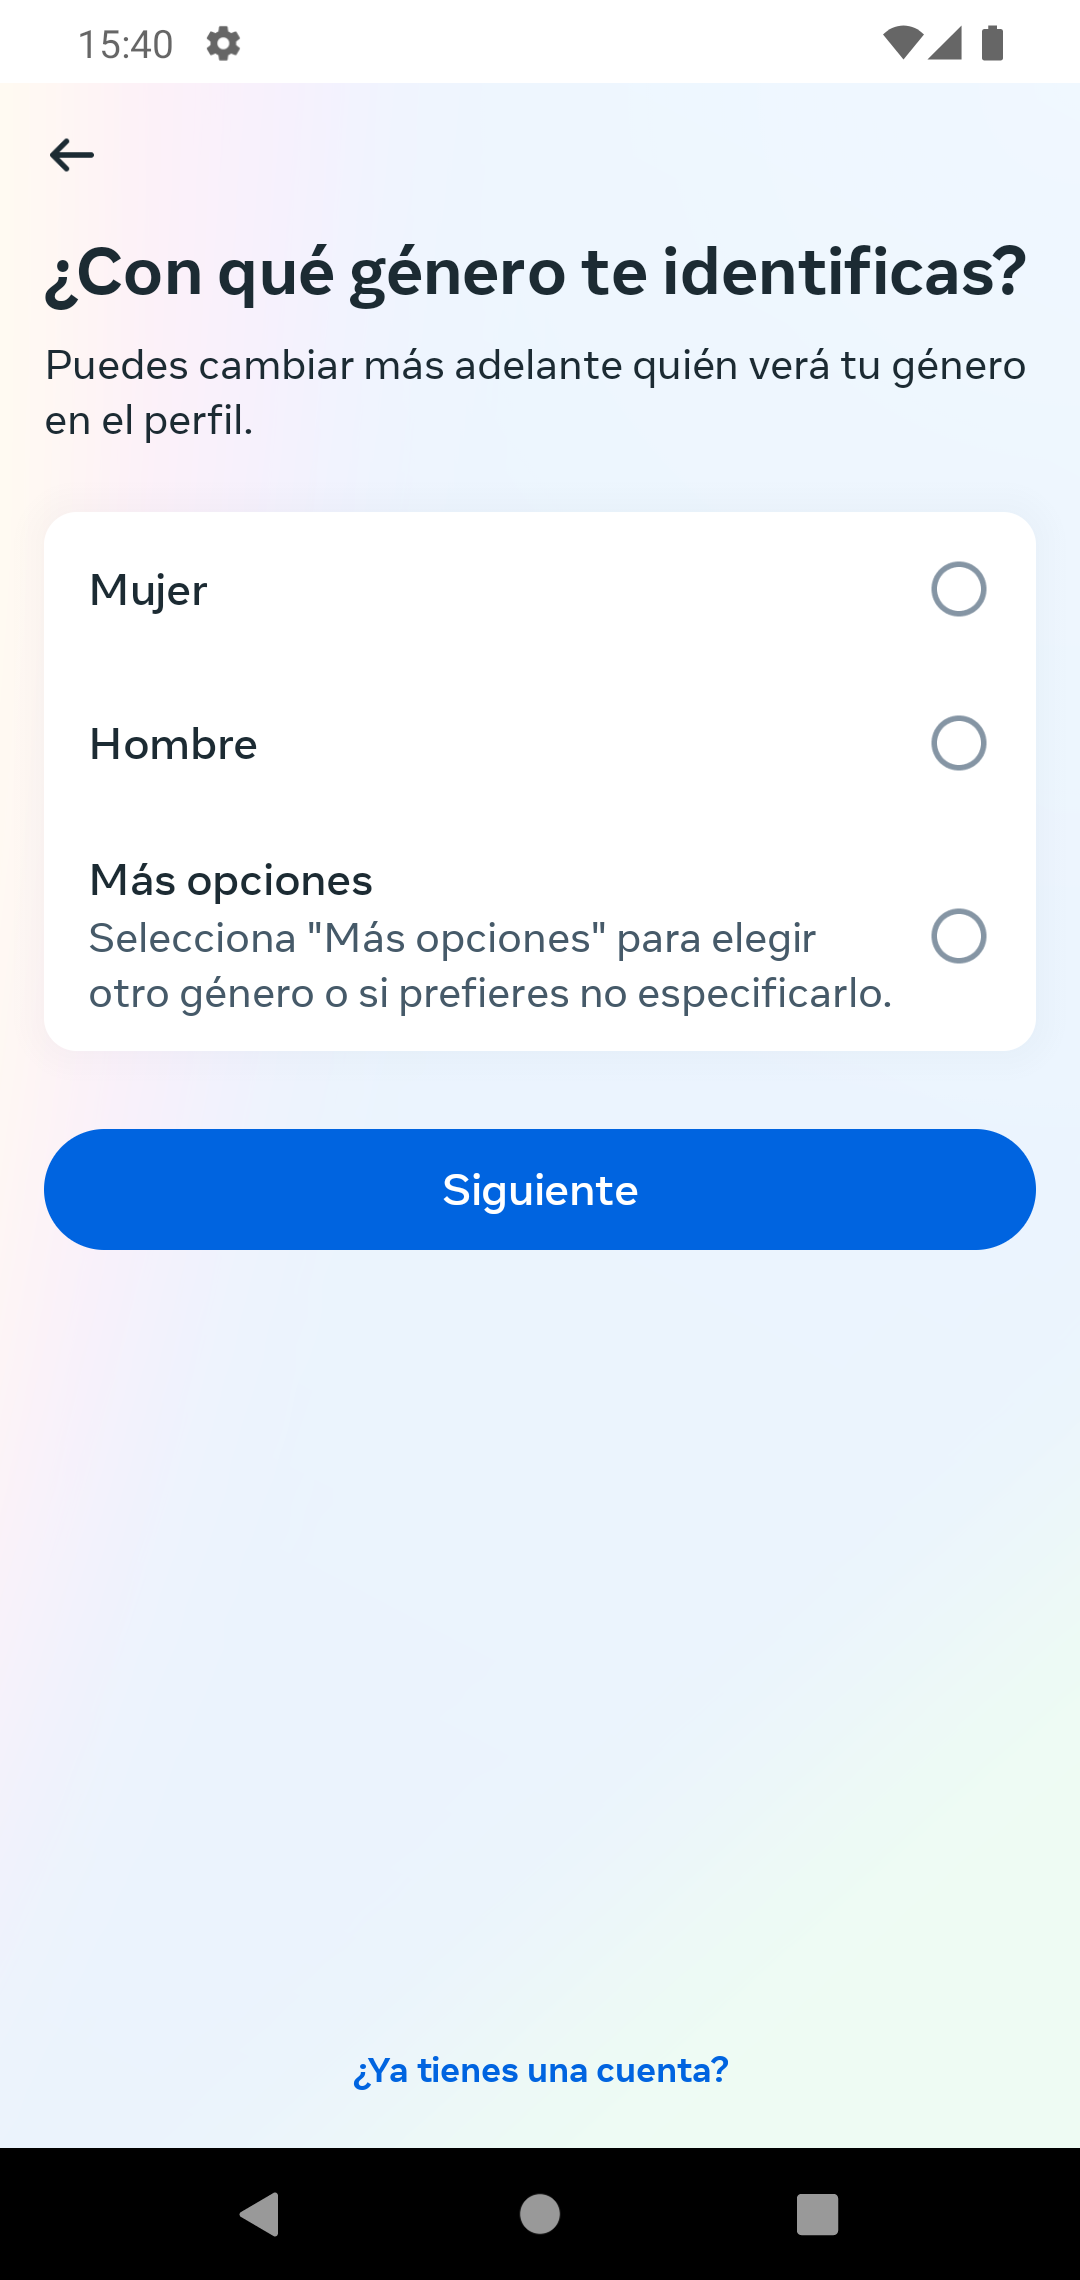 15:40
¿Con qué género te identificas?
Puedes cambiar más adelante quién verá tu género
en el perfil.
Mujer
Hombre
Más opciones
Selecciona "Más opciones" para elegir
otro género o si prefieres no especificarlo.
Siguiente
¿Ya tienes una cuenta?